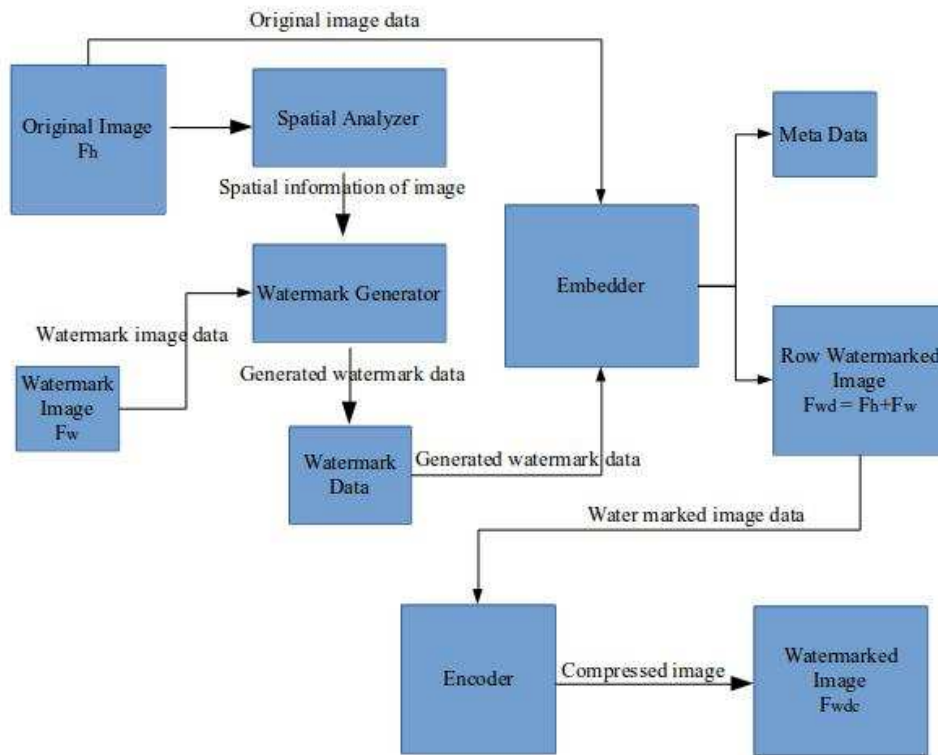 Original image data
Original Image
Fh
Spatial Analyzer
Meta Data
Spatial information of image
Watermark Generator
Embedder
Watermark image data
Generated watermark data
Watermark
Image
Fw
Row Watermarked
Image
Fwd = Fh+Fw
Watermark
Data
Generated watermark data
Water marked image data
Encoder
Compressed image
Watermarked
Image
Fwdc